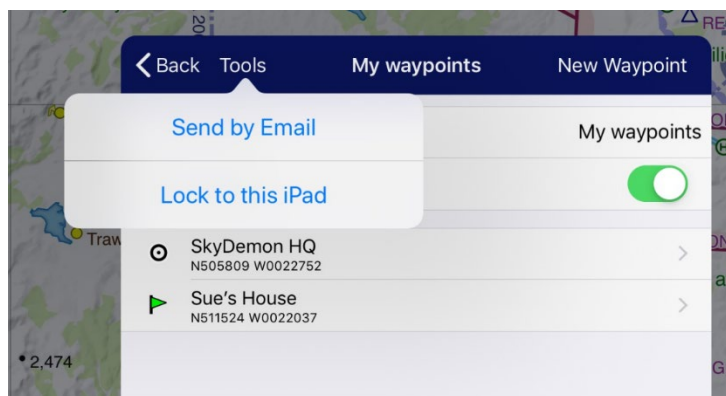 Back Tools My waypoints New Waypoint
Send by Email
My waypoints
Lock to this iPad
SkyDemon HQ
N505809 W0022752
Sue's House
N511524 W0022037
Traw
2,474